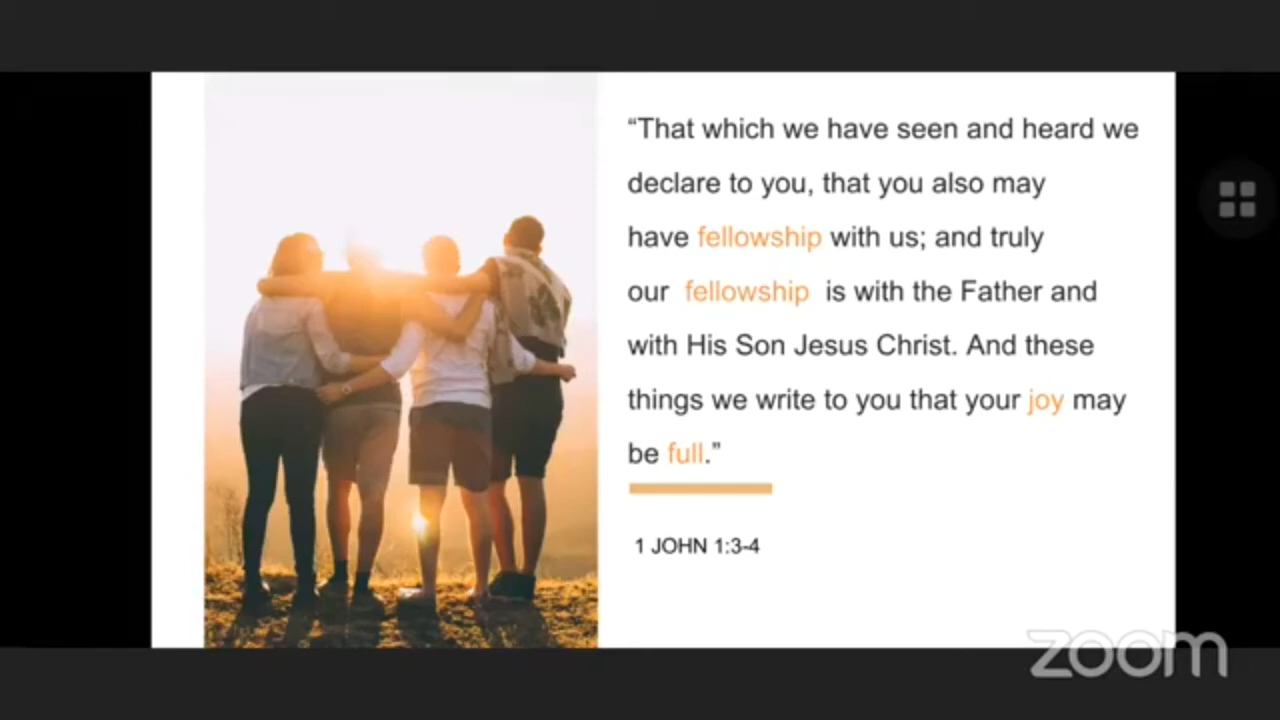 “That which we have seen and heard we
declare to you, that you also may
have fellowship with us; and truly
our fellowship is with the Father and
with His Son Jesus Christ. And these
things we write to you that your joy may
be full.”
1 JOHN 1:3-4
zoom